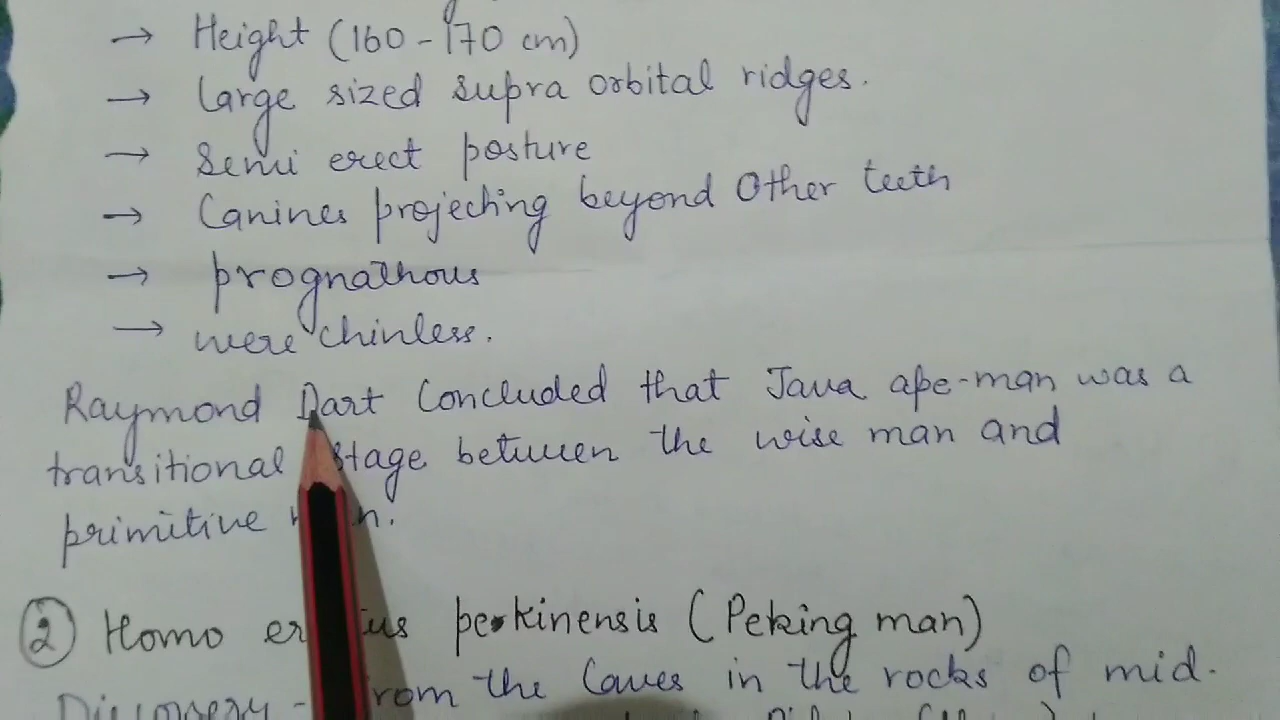 → Height (160-170 cm)
→ Large sized supra orbital ridges.
→ Semi erect posture
→ Canines projecting beyond Other teeth
→ prognathous
→ were chinless.
Raymond Dart Concluded that Java ape-man was a
transitional stage between the wise man and
primitive
② Homo perkinensis (Peking man)
Discovery - from the Caves in the rocks of mid.